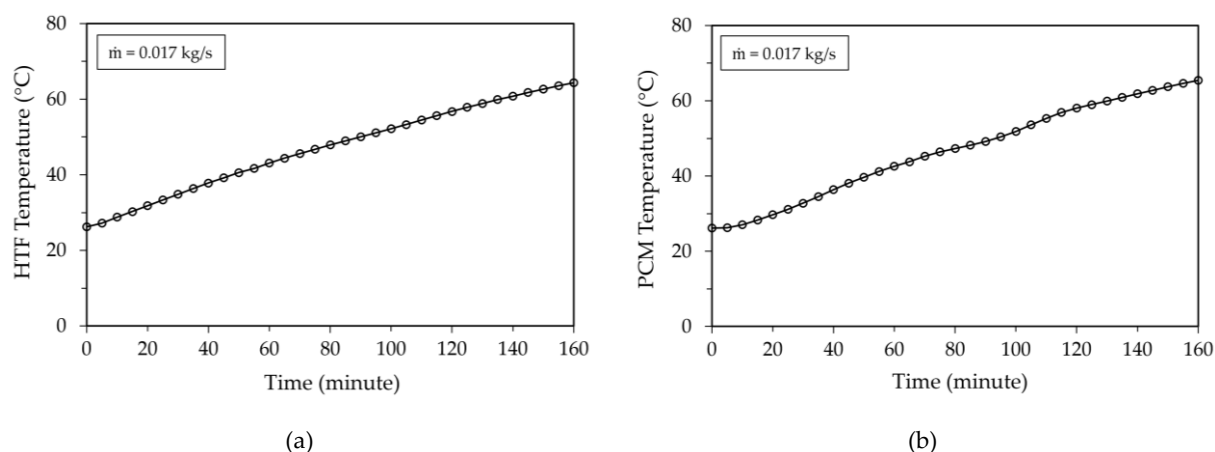 80
ṁ = 0.017 kg/s
60
40
20
0
HTF Temperature (°C)
0 20 40 60 80 100 120 140 160
Time (minute)
(a)
80
ṁ = 0.017 kg/s
60
40
20
0
PCM Temperature (°C)
0 20 40 60 80 100 120 140 160
Time (minute)
(b)